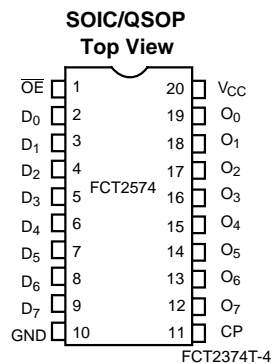 SOIC/QSOP
Top View
OE 1 20 VCC
D0 2 19 O0
D1 3 18 O1
D2 4 17 O2
FCT2574
D3 5 16 O3
D4 6 15 O4
D5 7 14 O5
D6 8 13 O6
D7 9 12 O7
GND 10 11 CP
FCT2374T-4